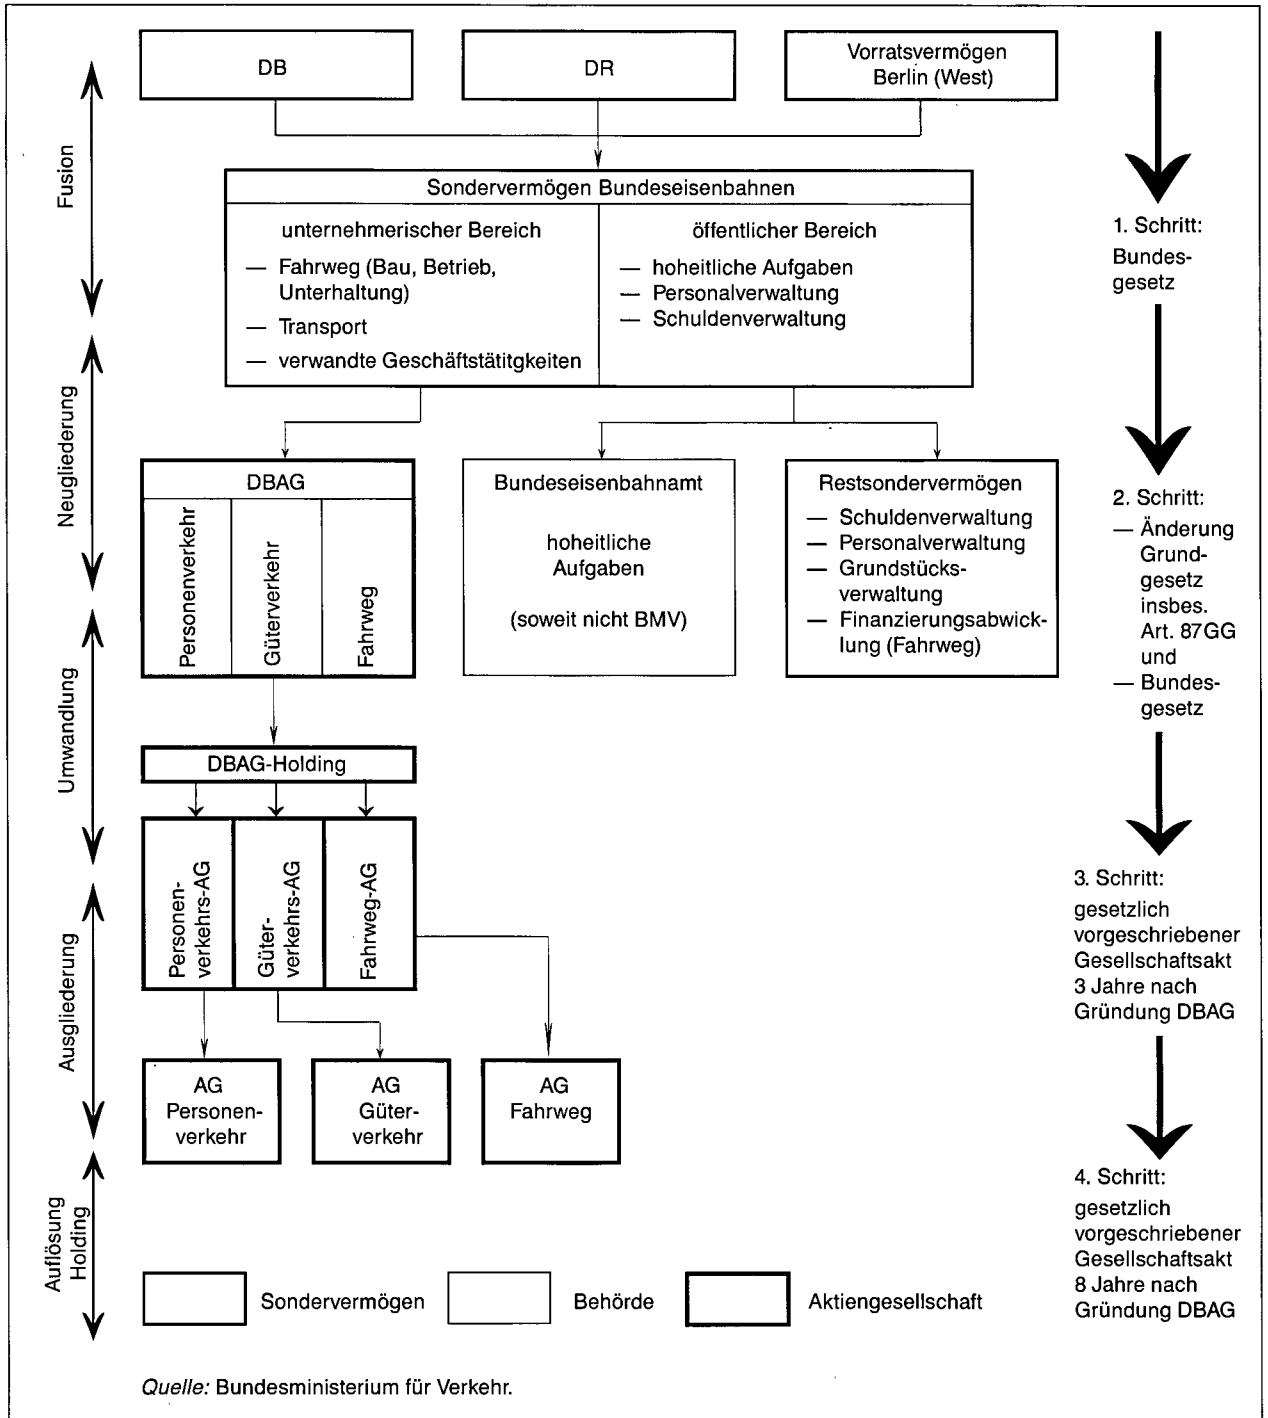 DB
DR
Vorratsvermögen
Berlin (West)
Fusion
Sondervermögen Bundeseisenbahnen
unternehmerischer Bereich
— Fahrweg (Bau, Betrieb,
Unterhaltung)
— Transport
— verwandte Geschäftstätitgkeiten
öffentlicher Bereich
— hoheitliche Aufgaben
— Personalverwaltung
— Schuldenverwaltung
1. Schritt:
Bundes-
gesetz
Neugliederung
DBAG
Personenverkehr
Güterverkehr
Fahrweg
Bundeseisenbahnamt
hoheitliche
Aufgaben
(soweit nicht BMV)
Restsondervermögen
— Schuldenverwaltung
— Personalverwaltung
— Grundstücks-
verwaltung
— Finanzierungsabwick-
lung (Fahrweg)
2. Schritt:
— Änderung
Grund-
gesetz
insbes.
Art. 87GG
und
— Bundes-
gesetz
Umwandlung
DBAG-Holding
Personen-
verkehrs-AG
Güter-
verkehrs-AG
Fahrweg-AG
3. Schritt:
gesetzlich
vorgeschriebener
Gesellschaftsakt
3 Jahre nach
Gründung DBAG
Ausgliederung
AG
Personen-
verkehr
AG
Güter-
verkehr
AG
Fahrweg
4. Schritt:
gesetzlich
vorgeschriebener
Gesellschaftsakt
8 Jahre nach
Gründung DBAG
Auflösung
Holding
Sondervermögen
Behörde
Aktiengesellschaft
Quelle: Bundesministerium für Verkehr.